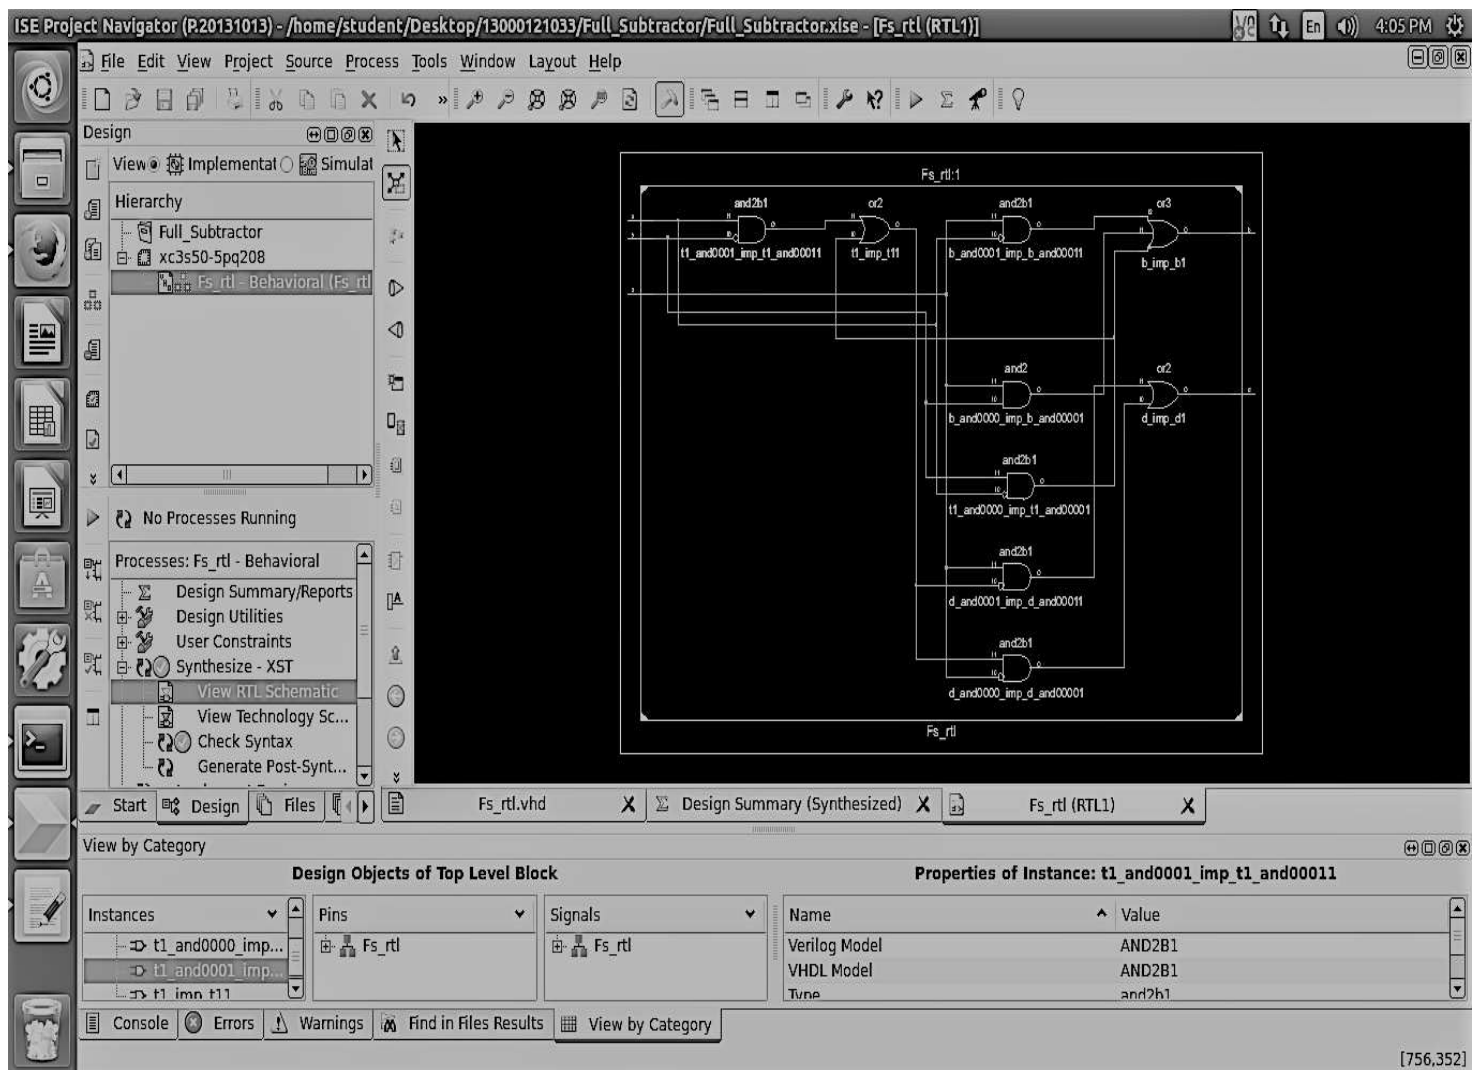 ISE Project Navigator (P.20131013) - /home/student/Desktop/13000121033/Full_Subtractor/Full_Subtractor.xise - [Fs_rtl (RTL1)]
En
4:05 PM
File Edit View Project Source Process Tools Window Layout Help
Design
View Implementat Simulat
Hierarchy
Full_Subtractor
xc3s50-5pq208
Fs_rtl - Behavioral (Fs_rtl
No Processes Running
Processes: Fs_rtl - Behavioral
Design Summary/Reports
Design Utilities
User Constraints
Synthesize - XST
View RTL Schematic
View Technology Sc...
Check Syntax
Generate Post-Synt...
Start Design Files
Fs_rtl:1
and2b1 or2 and2b1 or3
t1_and0001_imp_t1_and00011 t1_imp_t11 b_and0001_imp_b_and00011 b_imp_b1
and2 or2
b_and0000_imp_b_and00001 d_imp_d1
and2b1
t1_and0000_imp_t1_and00001
and2b1
d_and0001_imp_d_and00011
and2b1
d_and0000_imp_d_and00001
Fs_rtl
Fs_rtl.vhd X Design Summary (Synthesized) X Fs_rtl (RTL1) X
View by Category
Design Objects of Top Level Block
Properties of Instance: t1_and0001_imp_t1_and00011
Instances Pins Signals Name Value
t1_and0000_imp... Fs_rtl Fs_rtl Verilog Model AND2B1
t1_and0001_imp... VHDL Model AND2B1
t1_imp_t11 Type and2b1
Console Errors Warnings Find in Files Results View by Category
[756,352]